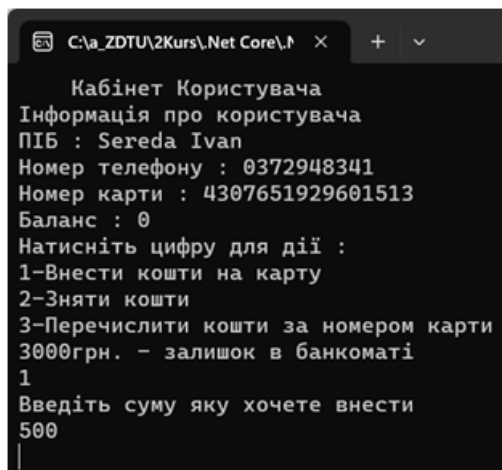 C:\a_ZDTU\2Kurs\.Net Core\.N
Кабінет Користувача
Інформація про користувача
ПІБ : Sereda Ivan
Номер телефону : 0372948341
Номер карти : 4307651929601513
Баланс : 0
Натисніть цифру для дії :
1-Внести кошти на карту
2-Зняти кошти
3-Перечислити кошти за номером карти
3000грн. - залишок в банкоматі
1
Введіть суму яку хочете внести
500